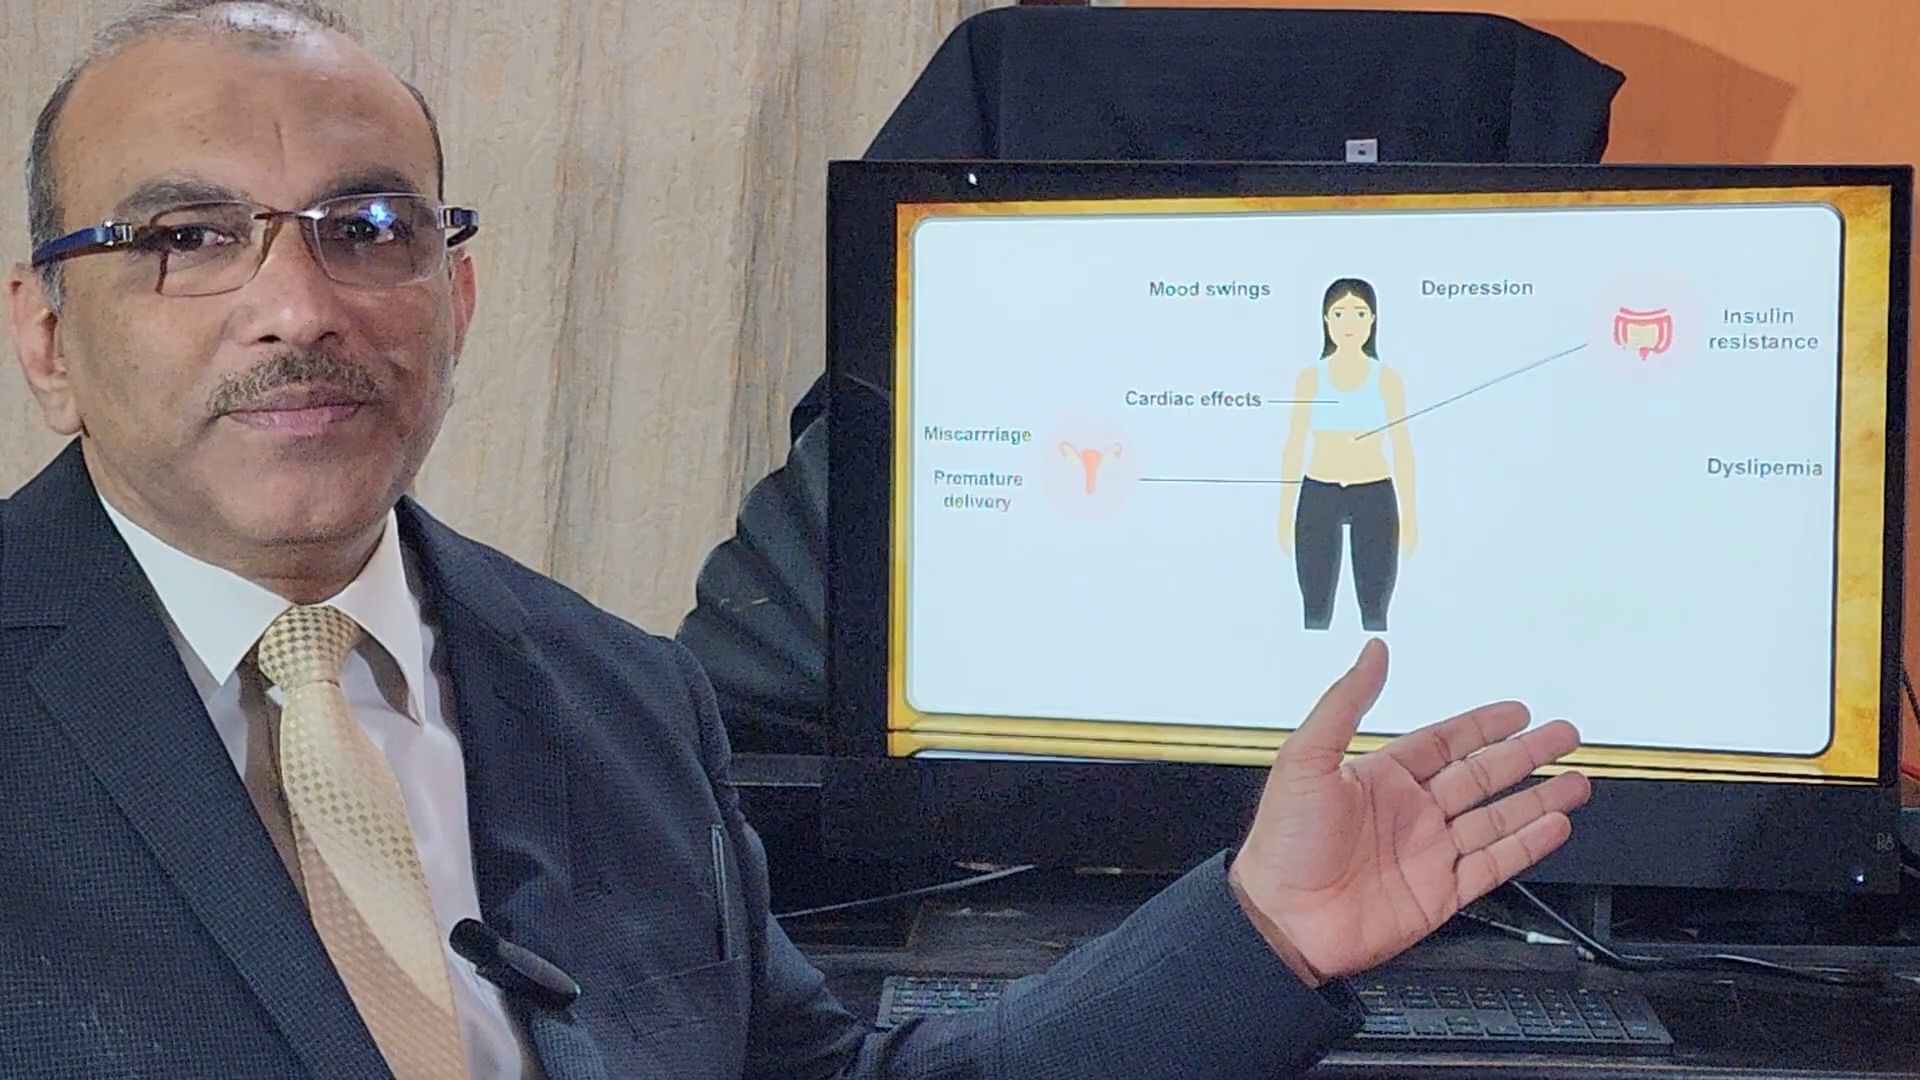 Mood swings
Depression
Insulin
resistance
Cardiac effects
Miscarrriage
Premature
delivery
Dyslipemia